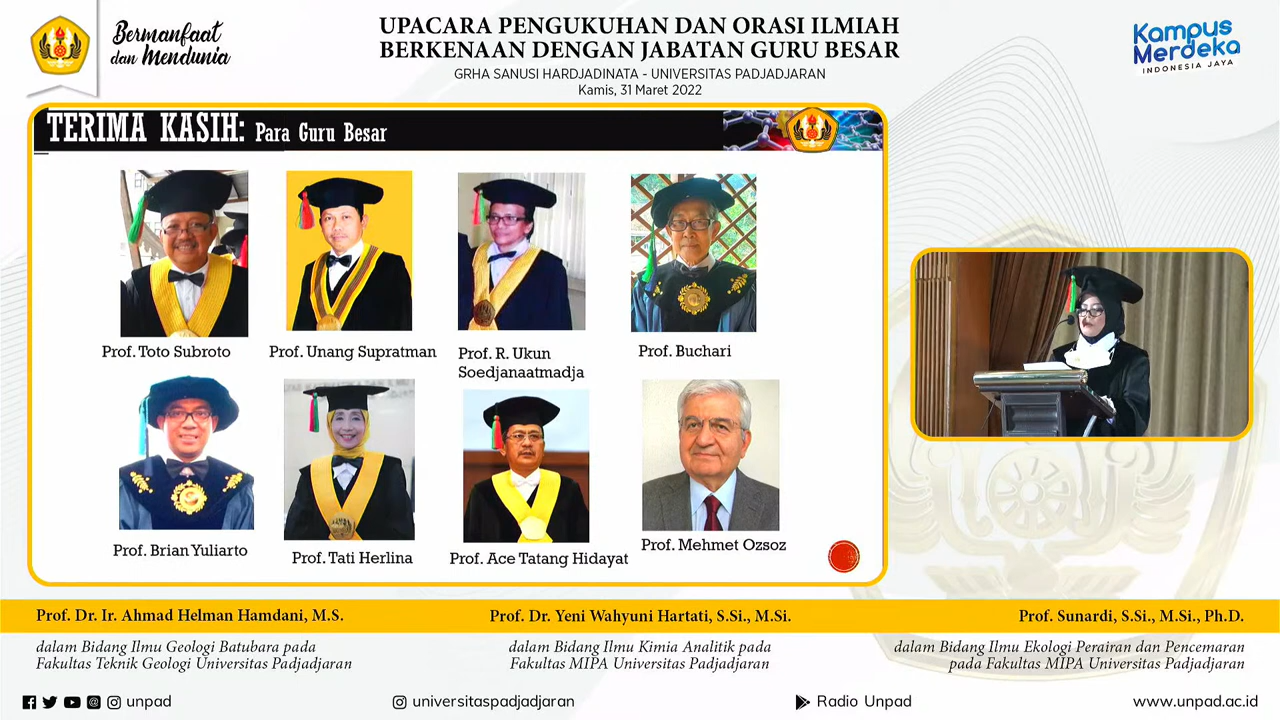 Bermanfaat
dan Mendunia
UPACARA PENGUKUHAN DAN ORASI ILMIAH
BERKENAAN DENGAN JABATAN GURU BESAR
GRHA SANUSI HARDJADINATA - UNIVERSITAS PADJADJARAN
Kamis, 31 Maret 2022
Kampus
Merdeka
INDONESIA JAYA
TERIMA KASIH: Para Guru Besar
Prof. Toto Subroto
Prof. Unang Supratman
Prof. R. Ukun
Soedjanaatmadja
Prof. Buchari
Prof. Brian Yuliarto
Prof. Tati Herlina
Prof. Ace Tatang Hidayat
Prof. Mehmet Ozsoz
Prof. Dr. Ir. Ahmad Helman Hamdani, M.S.
dalam Bidang Ilmu Geologi Batubara pada
Fakultas Teknik Geologi Universitas Padjadjaran
Prof. Dr. Yeni Wahyuni Hartati, S.Si., M.Si.
dalam Bidang Ilmu Kimia Analitik pada
Fakultas MIPA Universitas Padjadjaran
Prof. Sunardi, S.Si., M.Si., Ph.D.
dalam Bidang Ilmu Ekologi Perairan dan Pencemaran
pada Fakultas MIPA Universitas Padjadjaran
unpad
universitaspadjadjaran
Radio Unpad
www.unpad.ac.id